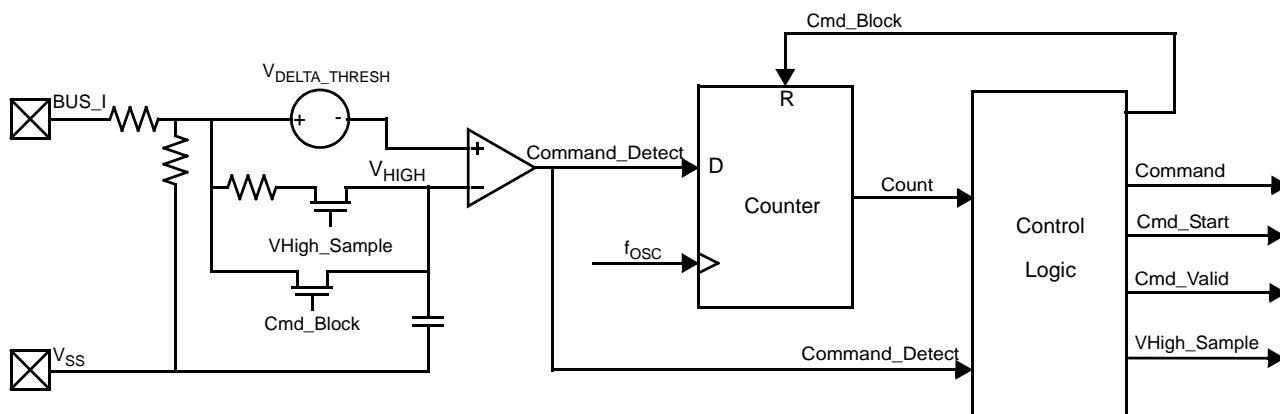 Cmd_Block
VDELTA_THRESH
BUS_I
+
-
R
+
Command_Detect
D
Command
VHIGH
−
Count
Counter
Cmd_Start
Control
Logic
VHigh_Sample
fOSC
Cmd_Valid
Cmd_Block
VHigh_Sample
VSS
Command_Detect